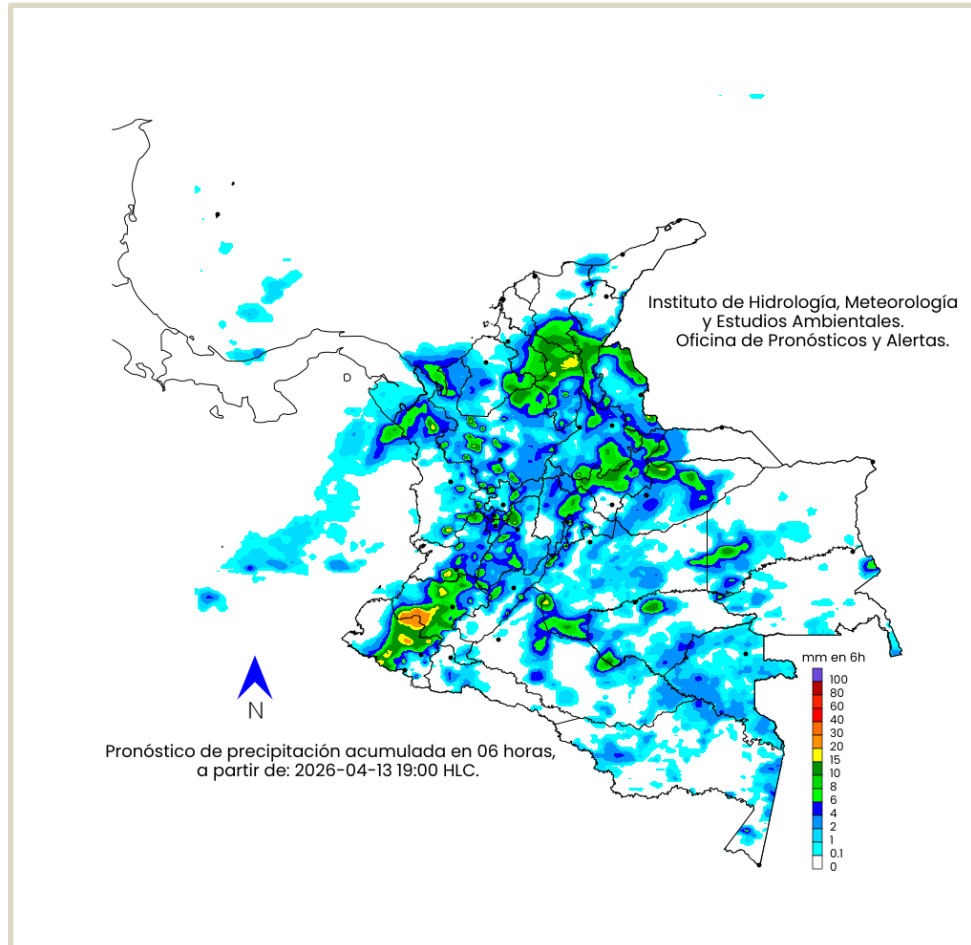 Instituto de Hidrología, Meteorología
y Estudios Ambientales.
Oficina de Pronósticos y Alertas.
N
Pronóstico de precipitación acumulada en 06 horas,
a partir de: 2026-04-13 19:00 HLC.
mm en 6h
100
80
60
40
30
20
15
10
8
6
4
2
1
0.1
0